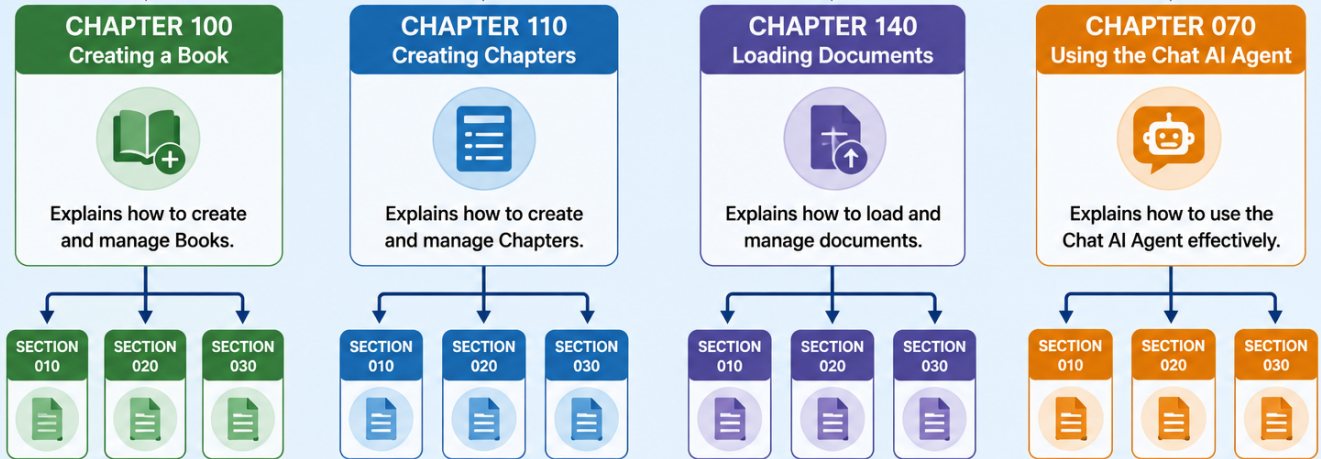 CHAPTER 100
Creating a Book
Explains how to create
and manage Books.
SECTION
010
SECTION
020
SECTION
030
CHAPTER 110
Creating Chapters
Explains how to create
and manage Chapters.
SECTION
010
SECTION
020
SECTION
030
CHAPTER 140
Loading Documents
Explains how to load and
manage documents.
SECTION
010
SECTION
020
SECTION
030
CHAPTER 070
Using the Chat AI Agent
Explains how to use the
Chat AI Agent effectively.
SECTION
010
SECTION
020
SECTION
030